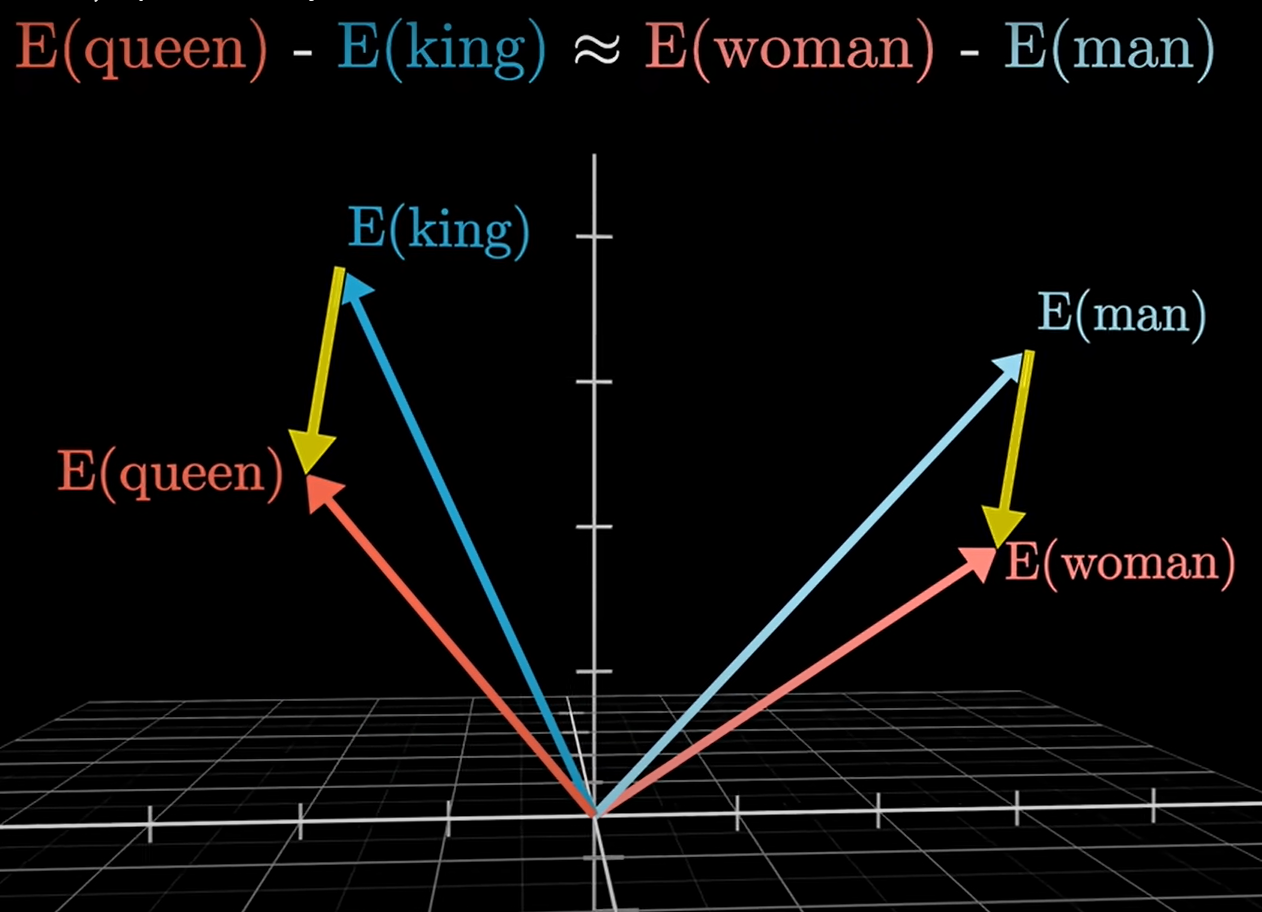 E(queen) - E(king) ≈ E(woman) - E(man)
E(king)
E(man)
E(queen)
E(woman)